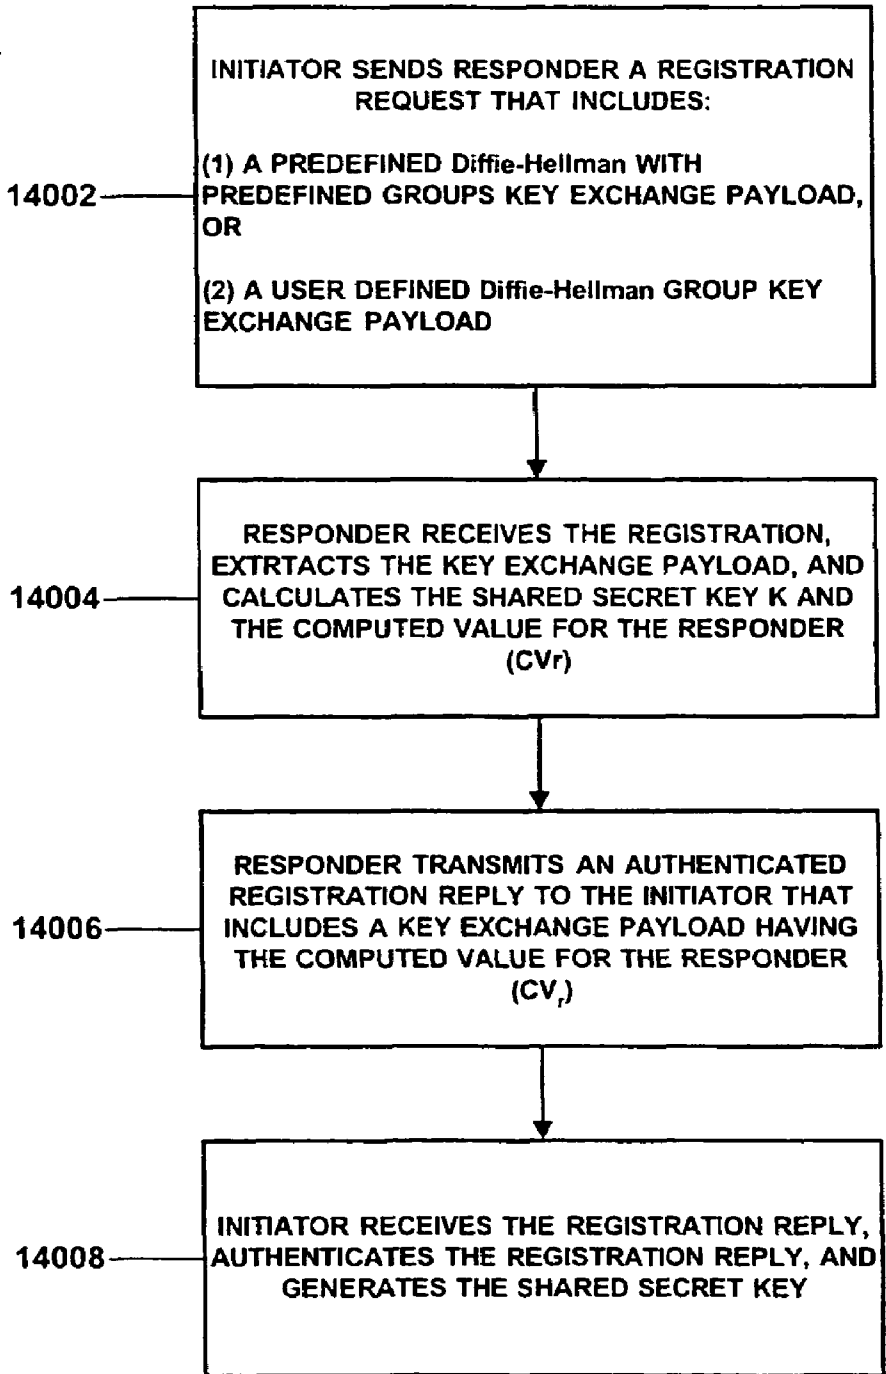 INITIATOR SENDS RESPONDER A REGISTRATION
REQUEST THAT INCLUDES:
(1) A PREDEFINED Diffie-Hellman WITH
14002
PREDEFINED GROUPS KEY EXCHANGE PAYLOAD,
OR
(2) A USER DEFINED Diffie-Hellman GROUP KEY
EXCHANGE PAYLOAD
RESPONDER RECEIVES THE REGISTRATION,
EXTRTACTS THE KEY EXCHANGE PAYLOAD, AND
14004
CALCULATES THE SHARED SECRET KEY K AND
THE COMPUTED VALUE FOR THE RESPONDER
(CVr)
RESPONDER TRANSMITS AN AUTHENTICATED
REGISTRATION REPLY TO THE INITIATOR THAT
14006
INCLUDES A KEY EXCHANGE PAYLOAD HAVING
THE COMPUTED VALUE FOR THE RESPONDER
(CVr)
INITIATOR RECEIVES THE REGISTRATION REPLY,
14008
AUTHENTICATES THE REGISTRATION REPLY, AND
GENERATES THE SHARED SECRET KEY